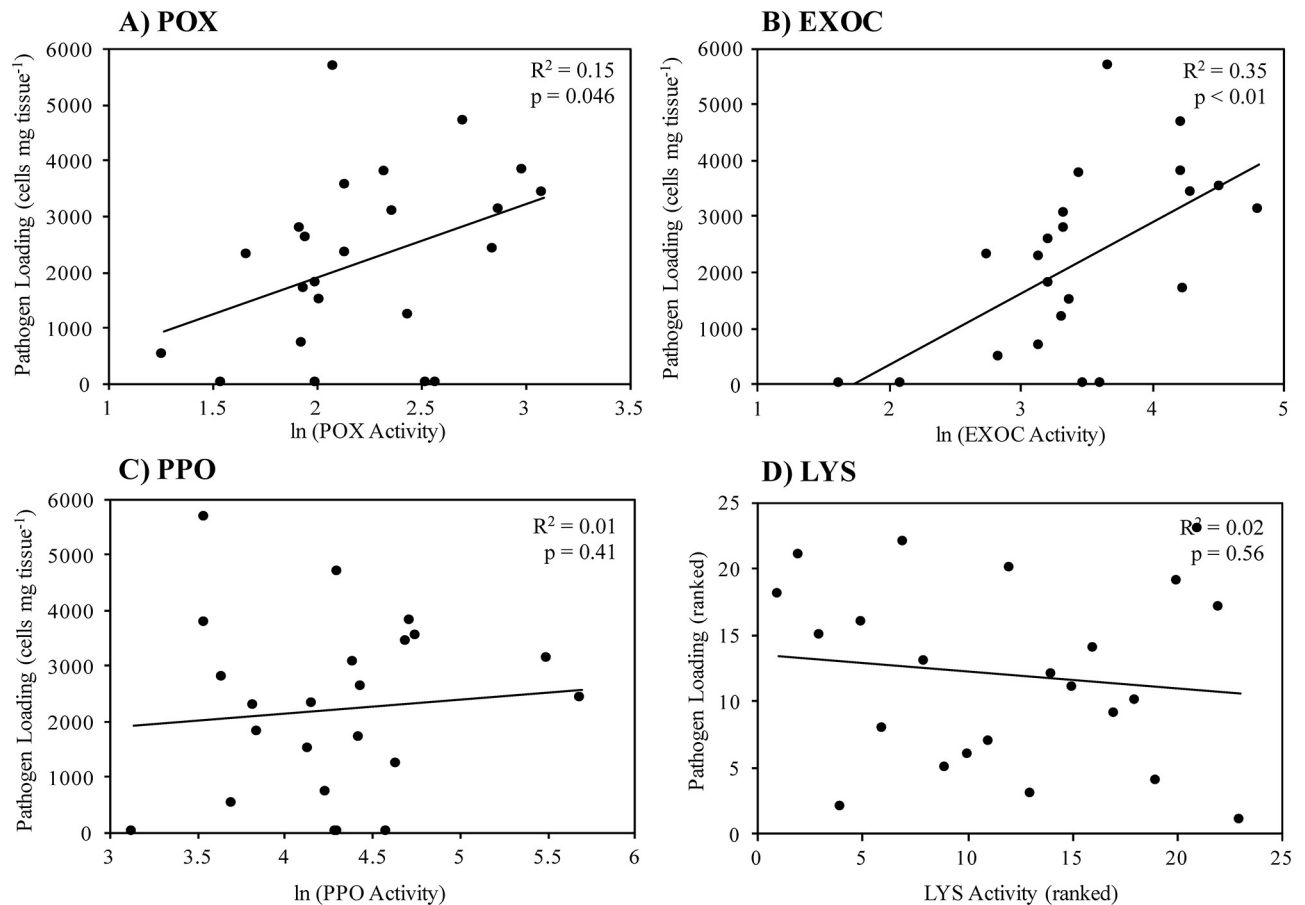 A) POX
R² = 0.15
p = 0.046
Pathogen Loading (cells mg tissue⁻¹)
6000
5000
4000
3000
2000
1000
0
1
1.5
2
2.5
3
3.5
ln (POX Activity)
B) EXOC
R² = 0.35
p < 0.01
Pathogen Loading (cells mg tissue⁻¹)
6000
5000
4000
3000
2000
1000
0
1
2
3
4
5
ln (EXOC Activity)
C) PPO
R² = 0.01
p = 0.41
Pathogen Loading (cells mg tissue⁻¹)
6000
5000
4000
3000
2000
1000
0
3
3.5
4
4.5
5
5.5
6
ln (PPO Activity)
D) LYS
R² = 0.02
p = 0.56
Pathogen Loading (ranked)
25
20
15
10
5
0
0
5
10
15
20
25
LYS Activity (ranked)